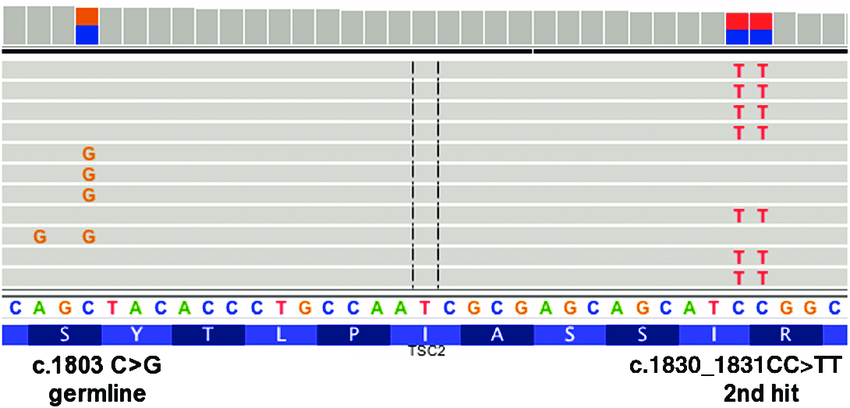 T T
T T
T T
T T
G
G
G
T T
G G
T T
T T
C A G C T A C A C C C T G C C A A T C G C G A G C A G C A T C C G G C
S Y T L P I A S S I R
TSC2
c.1803 C>G c.1830_1831CC>TT
germline 2nd hit